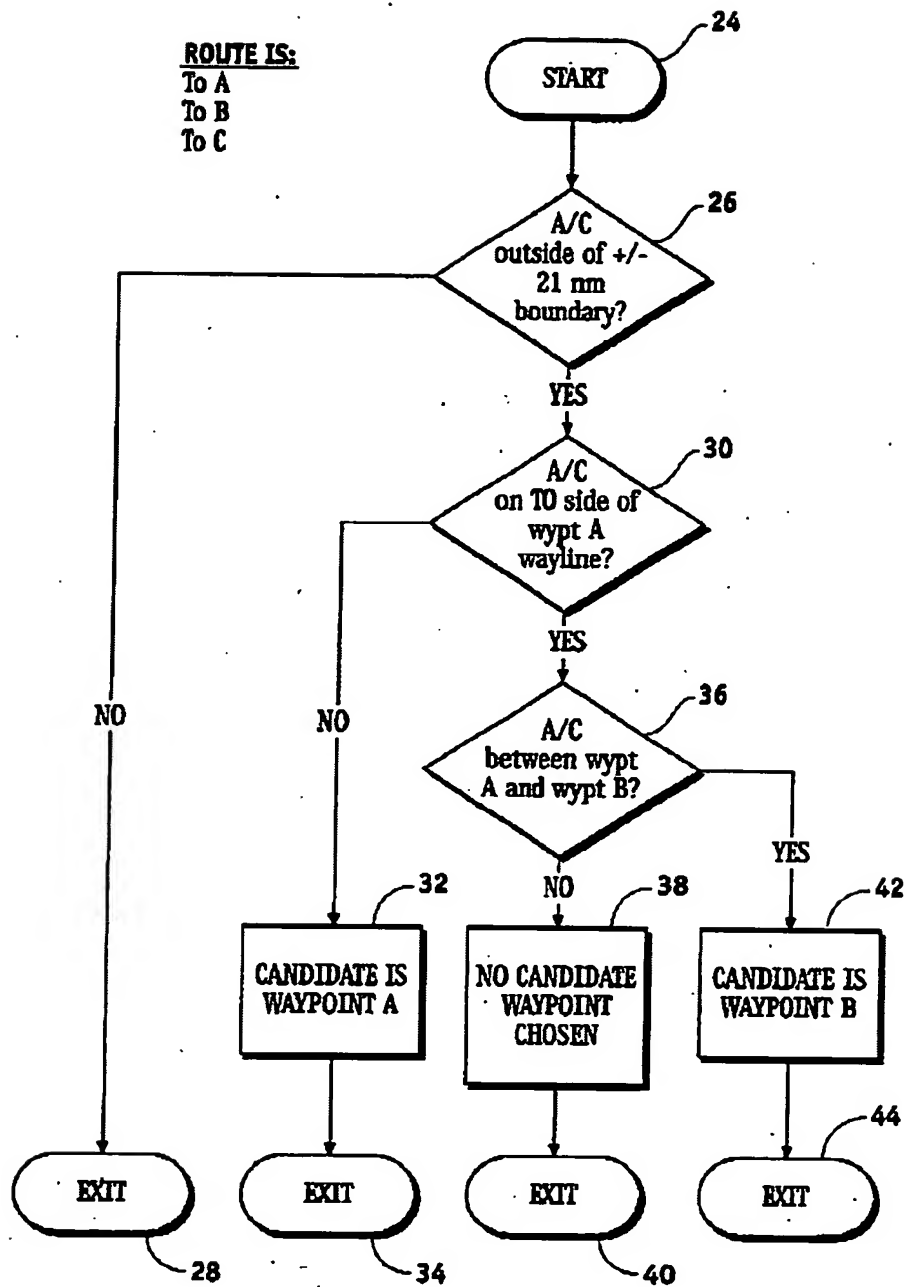 ROUTE IS:
To A
To B
To C
24
START
26
A/C
outside of +/-
21 nm
boundary?
YES
30
A/C
on TO side of
wypt A
wayline?
YES
NO
NO
36
A/C
between wypt
A and wypt B?
YES
NO
32
CANDIDATE IS
WAYPOINT A
38
NO CANDIDATE
WAYPOINT
CHOSEN
42
CANDIDATE IS
WAYPOINT B
44
EXIT
EXIT
EXIT
EXIT
28
34
40